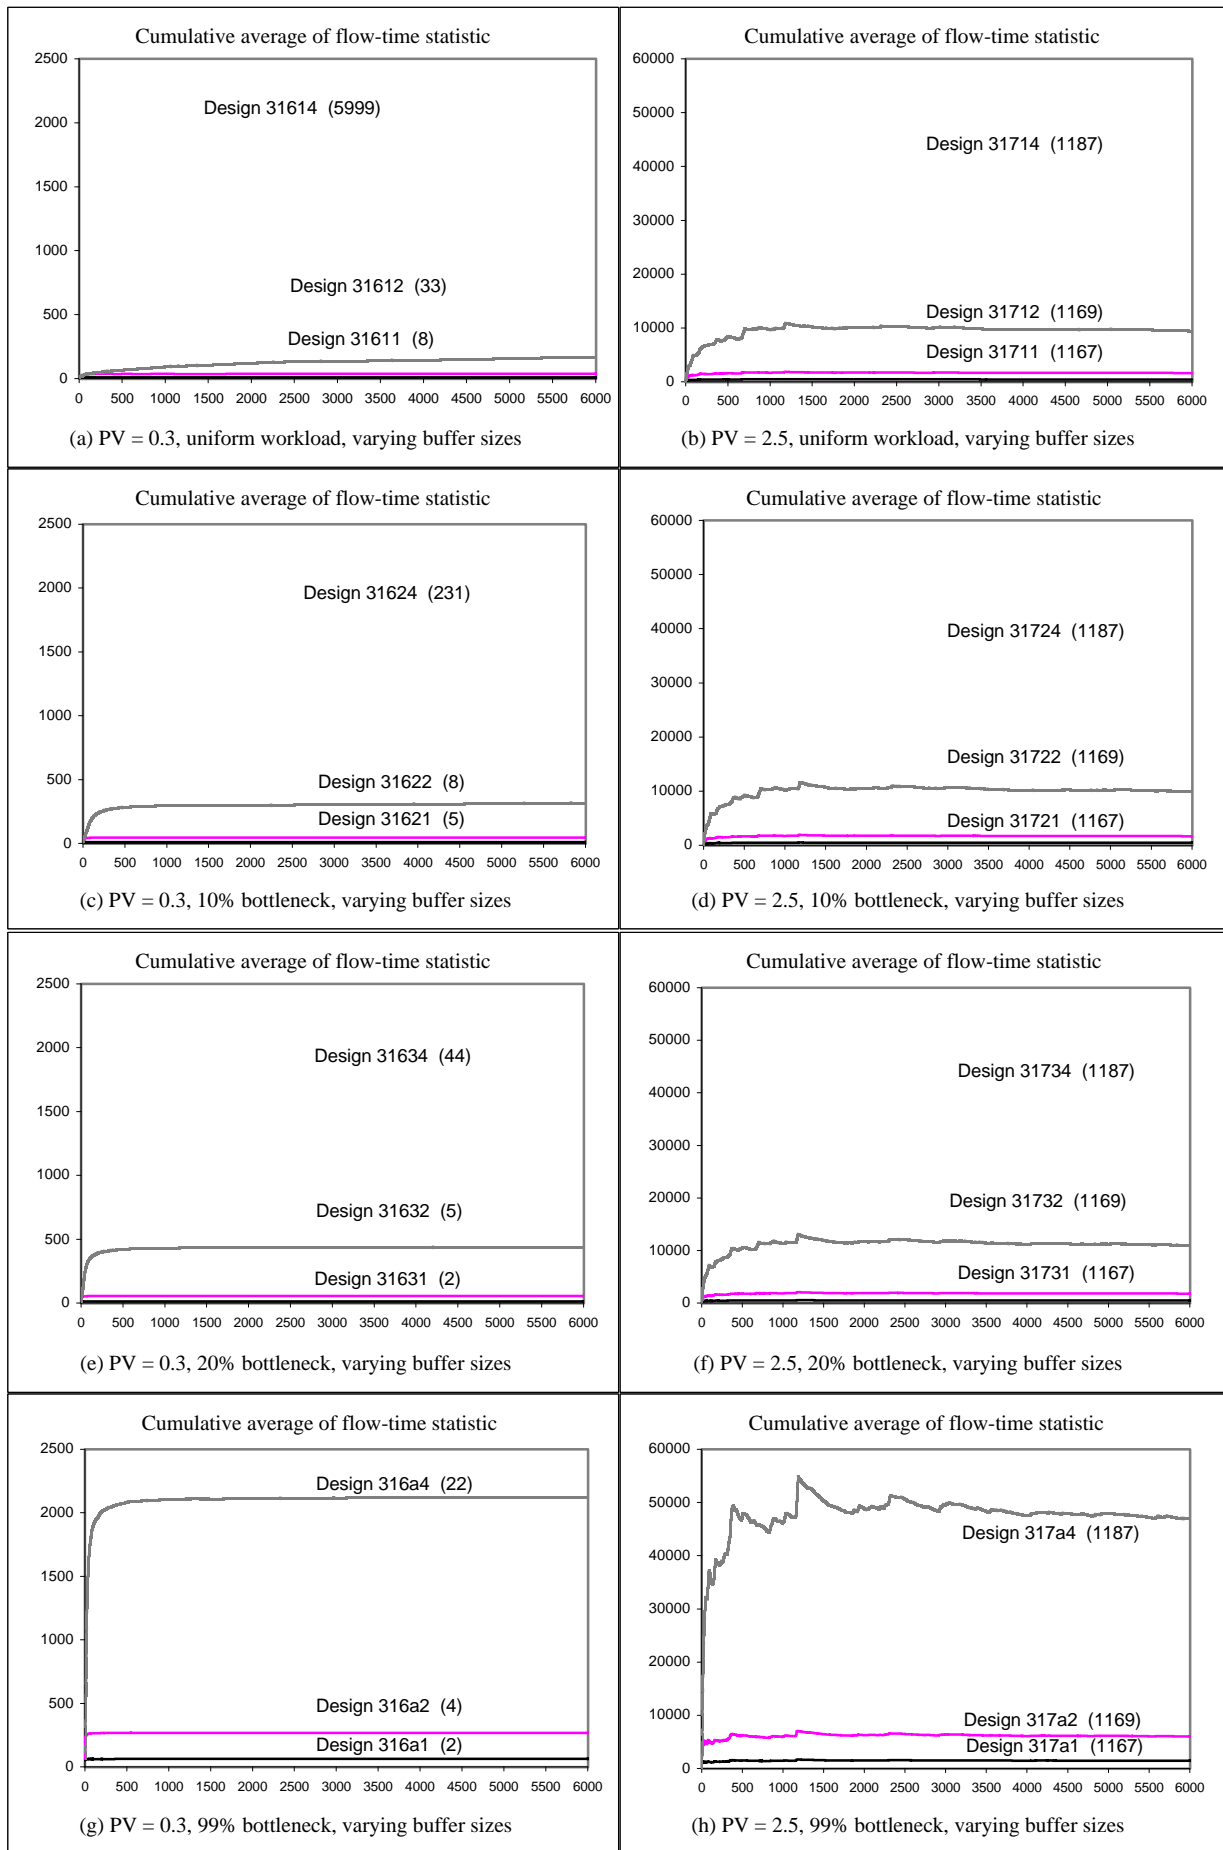 Cumulative average of flow-time statistic
2500
2000
1500
1000
500
0
Design 31614 (5999)
Design 31612 (33)
Design 31611 (8)
0 500 1000 1500 2000 2500 3000 3500 4000 4500 5000 5500 6000
(a) PV = 0.3, uniform workload, varying buffer sizes
Cumulative average of flow-time statistic
60000
50000
40000
30000
20000
10000
0
Design 31714 (1187)
Design 31712 (1169)
Design 31711 (1167)
0 500 1000 1500 2000 2500 3000 3500 4000 4500 5000 5500 6000
(b) PV = 2.5, uniform workload, varying buffer sizes
Cumulative average of flow-time statistic
2500
2000
1500
1000
500
0
Design 31624 (231)
Design 31622 (8)
Design 31621 (5)
0 500 1000 1500 2000 2500 3000 3500 4000 4500 5000 5500 6000
(c) PV = 0.3, 10% bottleneck, varying buffer sizes
Cumulative average of flow-time statistic
60000
50000
40000
30000
20000
10000
0
Design 31724 (1187)
Design 31722 (1169)
Design 31721 (1167)
0 500 1000 1500 2000 2500 3000 3500 4000 4500 5000 5500 6000
(d) PV = 2.5, 10% bottleneck, varying buffer sizes
Cumulative average of flow-time statistic
2500
2000
1500
1000
500
0
Design 31634 (44)
Design 31632 (5)
Design 31631 (2)
0 500 1000 1500 2000 2500 3000 3500 4000 4500 5000 5500 6000
(e) PV = 0.3, 20% bottleneck, varying buffer sizes
Cumulative average of flow-time statistic
60000
50000
40000
30000
20000
10000
0
Design 31734 (1187)
Design 31732 (1169)
Design 31731 (1167)
0 500 1000 1500 2000 2500 3000 3500 4000 4500 5000 5500 6000
(f) PV = 2.5, 20% bottleneck, varying buffer sizes
Cumulative average of flow-time statistic
2500
2000
1500
1000
500
0
Design 316a4 (22)
Design 316a2 (4)
Design 316a1 (2)
0 500 1000 1500 2000 2500 3000 3500 4000 4500 5000 5500 6000
(g) PV = 0.3, 99% bottleneck, varying buffer sizes
Cumulative average of flow-time statistic
60000
50000
40000
30000
20000
10000
0
Design 317a4 (1187)
Design 317a2 (1169)
Design 317a1 (1167)
0 500 1000 1500 2000 2500 3000 3500 4000 4500 5000 5500 6000
(h) PV = 2.5, 99% bottleneck, varying buffer sizes